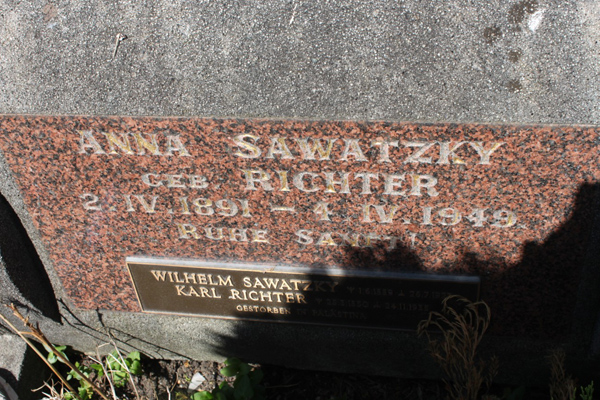 ANNA SAWATZKY
GEB RICHTER
2.IV.1891 – 4.IV.1949.
RUHE SANFT!
WILHELM SAWATZKY
KARL RICHTER
GESTORBEN